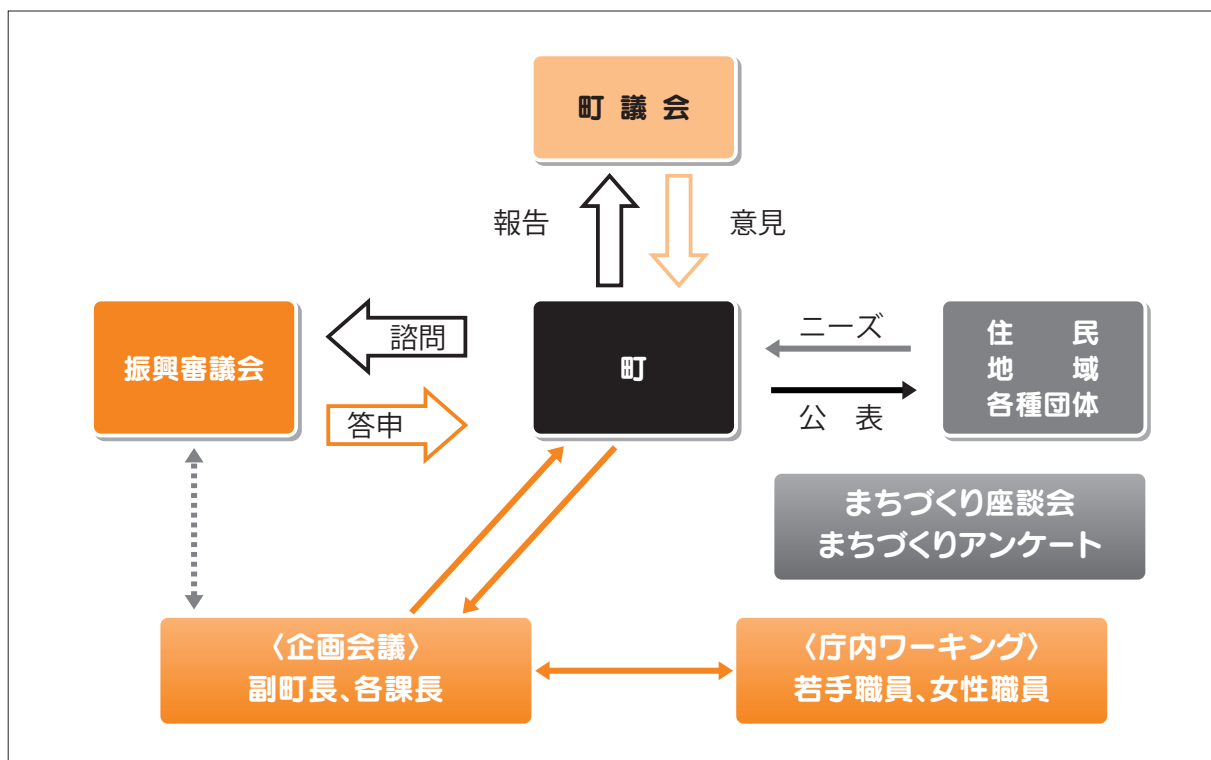 町 議 会
報告
意見
諮問
振興審議会
答申
町
ニーズ
公 表
住 民
地 域
各種団体
まちづくり座談会
まちづくりアンケート
〈企画会議〉
副町長、各課長
〈庁内ワーキング〉
若手職員、女性職員